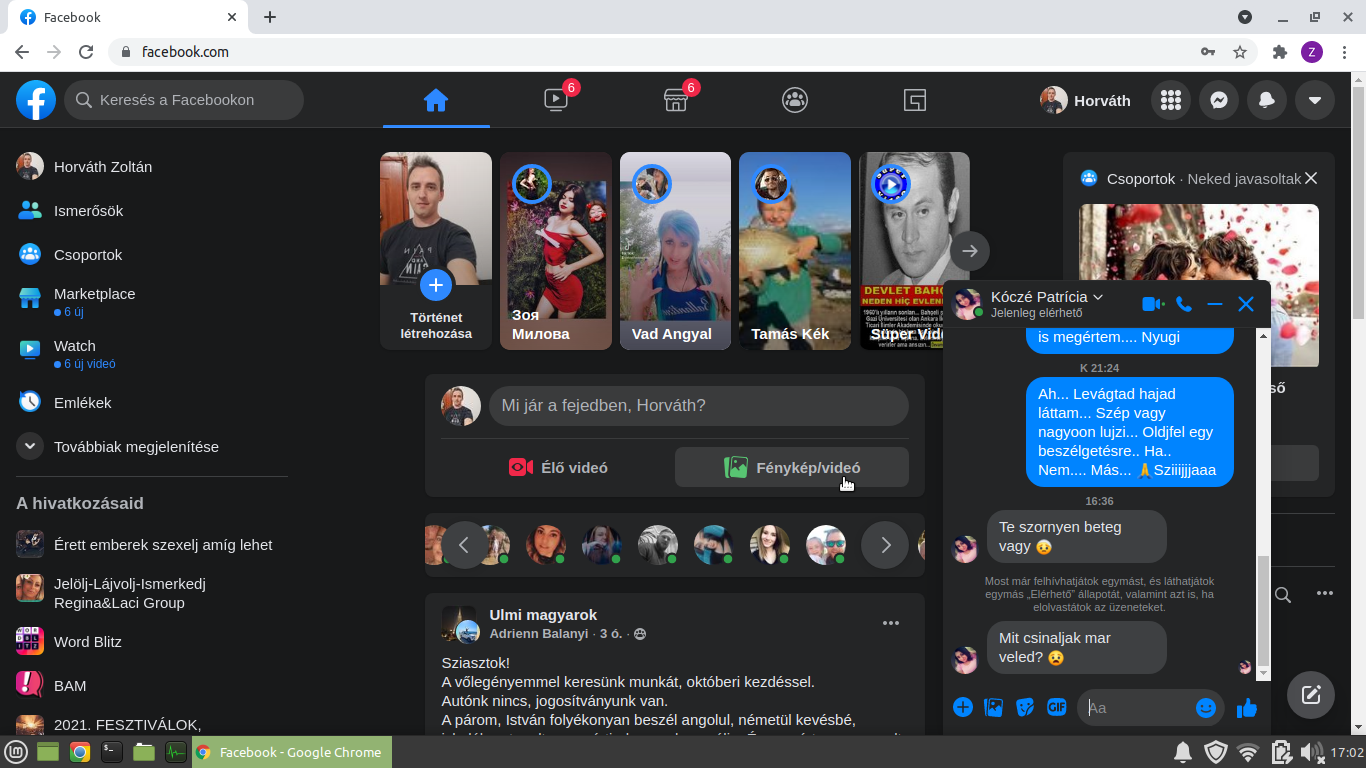 Facebook
facebook.com
Z
Keresés a Facebookon
6
6
Horváth
Horváth Zoltán
Ismerősök
Csoportok
Marketplace
6 új
Watch
6 új videó
Emlékek
Továbbiak megjelenítése
A hivatkozásaid
Érett emberek szexelj amíg lehet
Jelölj-Lájvolj-Ismerkedj
Regina&Laci Group
Word Blitz
BAM
2021. FESZTIVÁLOK,
Történet
létrehozása
Зоя
Милова
Vad Angyal
Tamás Kék
DEVLET BAHÇ
NEDEN HİÇ EVLENE
Süper Vide
Mi jár a fejedben, Horváth?
Élő videó
Fénykép/videó
Ulmi magyarok
Adrienn Balanyi · 3 ó. ·
Sziasztok!
A vőlegényemmel keresünk munkát, októberi kezdéssel.
Autónk nincs, jogosítványunk van.
A párom, István folyékonyan beszél angolul, németül kevésbé,
Csoportok · Neked javasoltak
ső
Kóczé Patrícia
Jelenleg elérhető
is megértem.... Nyugi
K 21:24
Ah... Levágtad hajad
láttam... Szép vagy
nagyoon lujzi... Oldjfel egy
beszélgetésre.. Ha..
Nem.... Más... 🙏Sziiijjjaaa
16:36
Te szornyen beteg
vagy 😟
Most már felhívhatjátok egymást, és láthatjátok
egymás „Elérhető” állapotát, valamint azt is, ha
elolvastátok az üzeneteket.
Mit csinaljak mar
veled? 😧
GIF
Aa
Facebook - Google Chrome
17:02